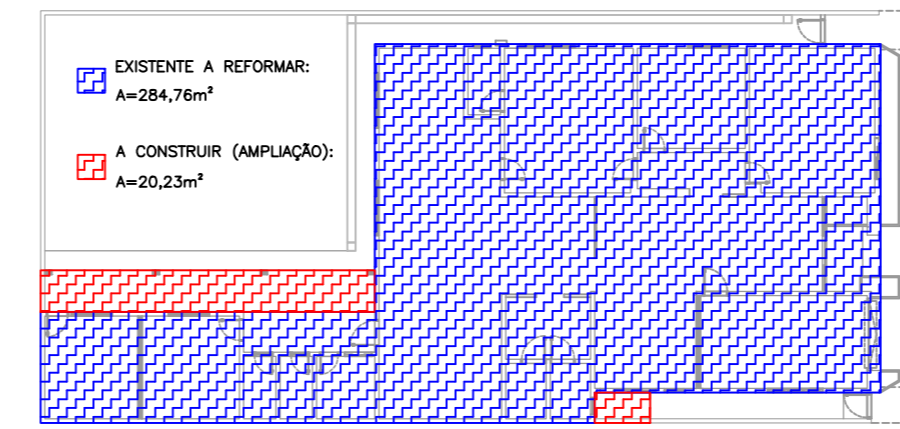 EXISTENTE A REFORMAR:
A=284,76m²
A CONSTRUIR (AMPLIAÇÃO):
A=20,23m²